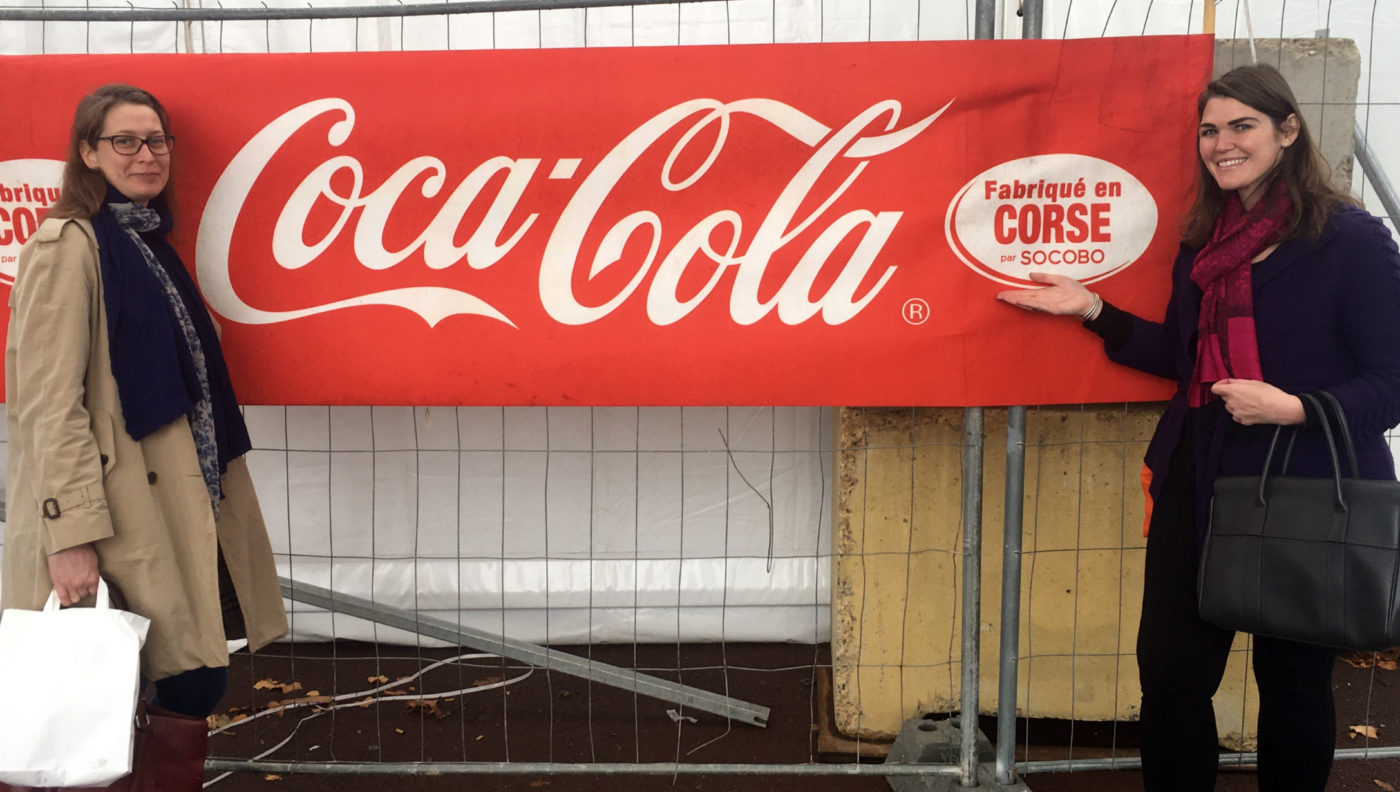 Coca-Cola
®
Fabriqué en
CORSE
par SOCOBO